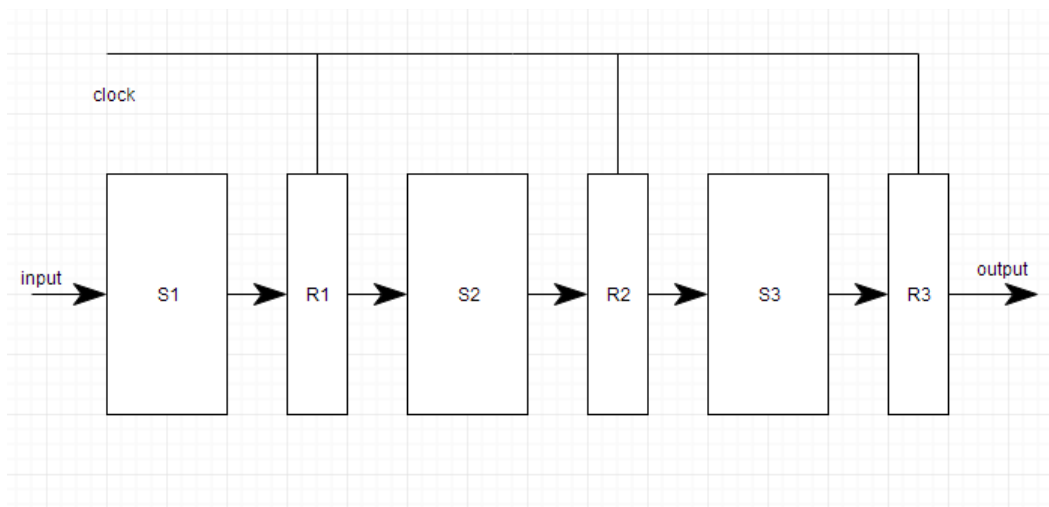 clock
input
S1
R1
S2
R2
S3
R3
output